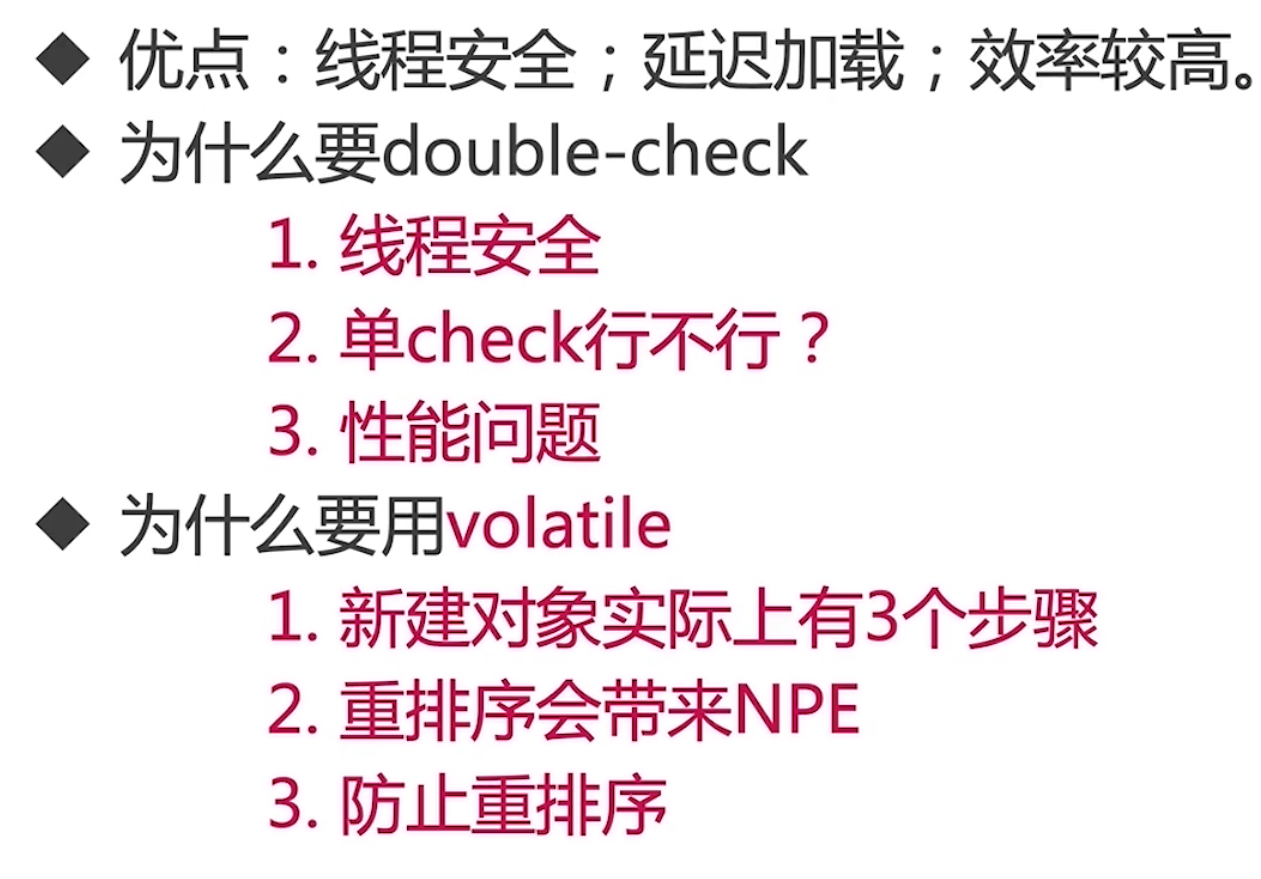 ◆ 优点：线程安全；延迟加载；效率较高。
◆ 为什么要double-check
1. 线程安全
2. 单check行不行？
3. 性能问题
◆ 为什么要用volatile
1. 新建对象实际上有3个步骤
2. 重排序会带来NPE
3. 防止重排序